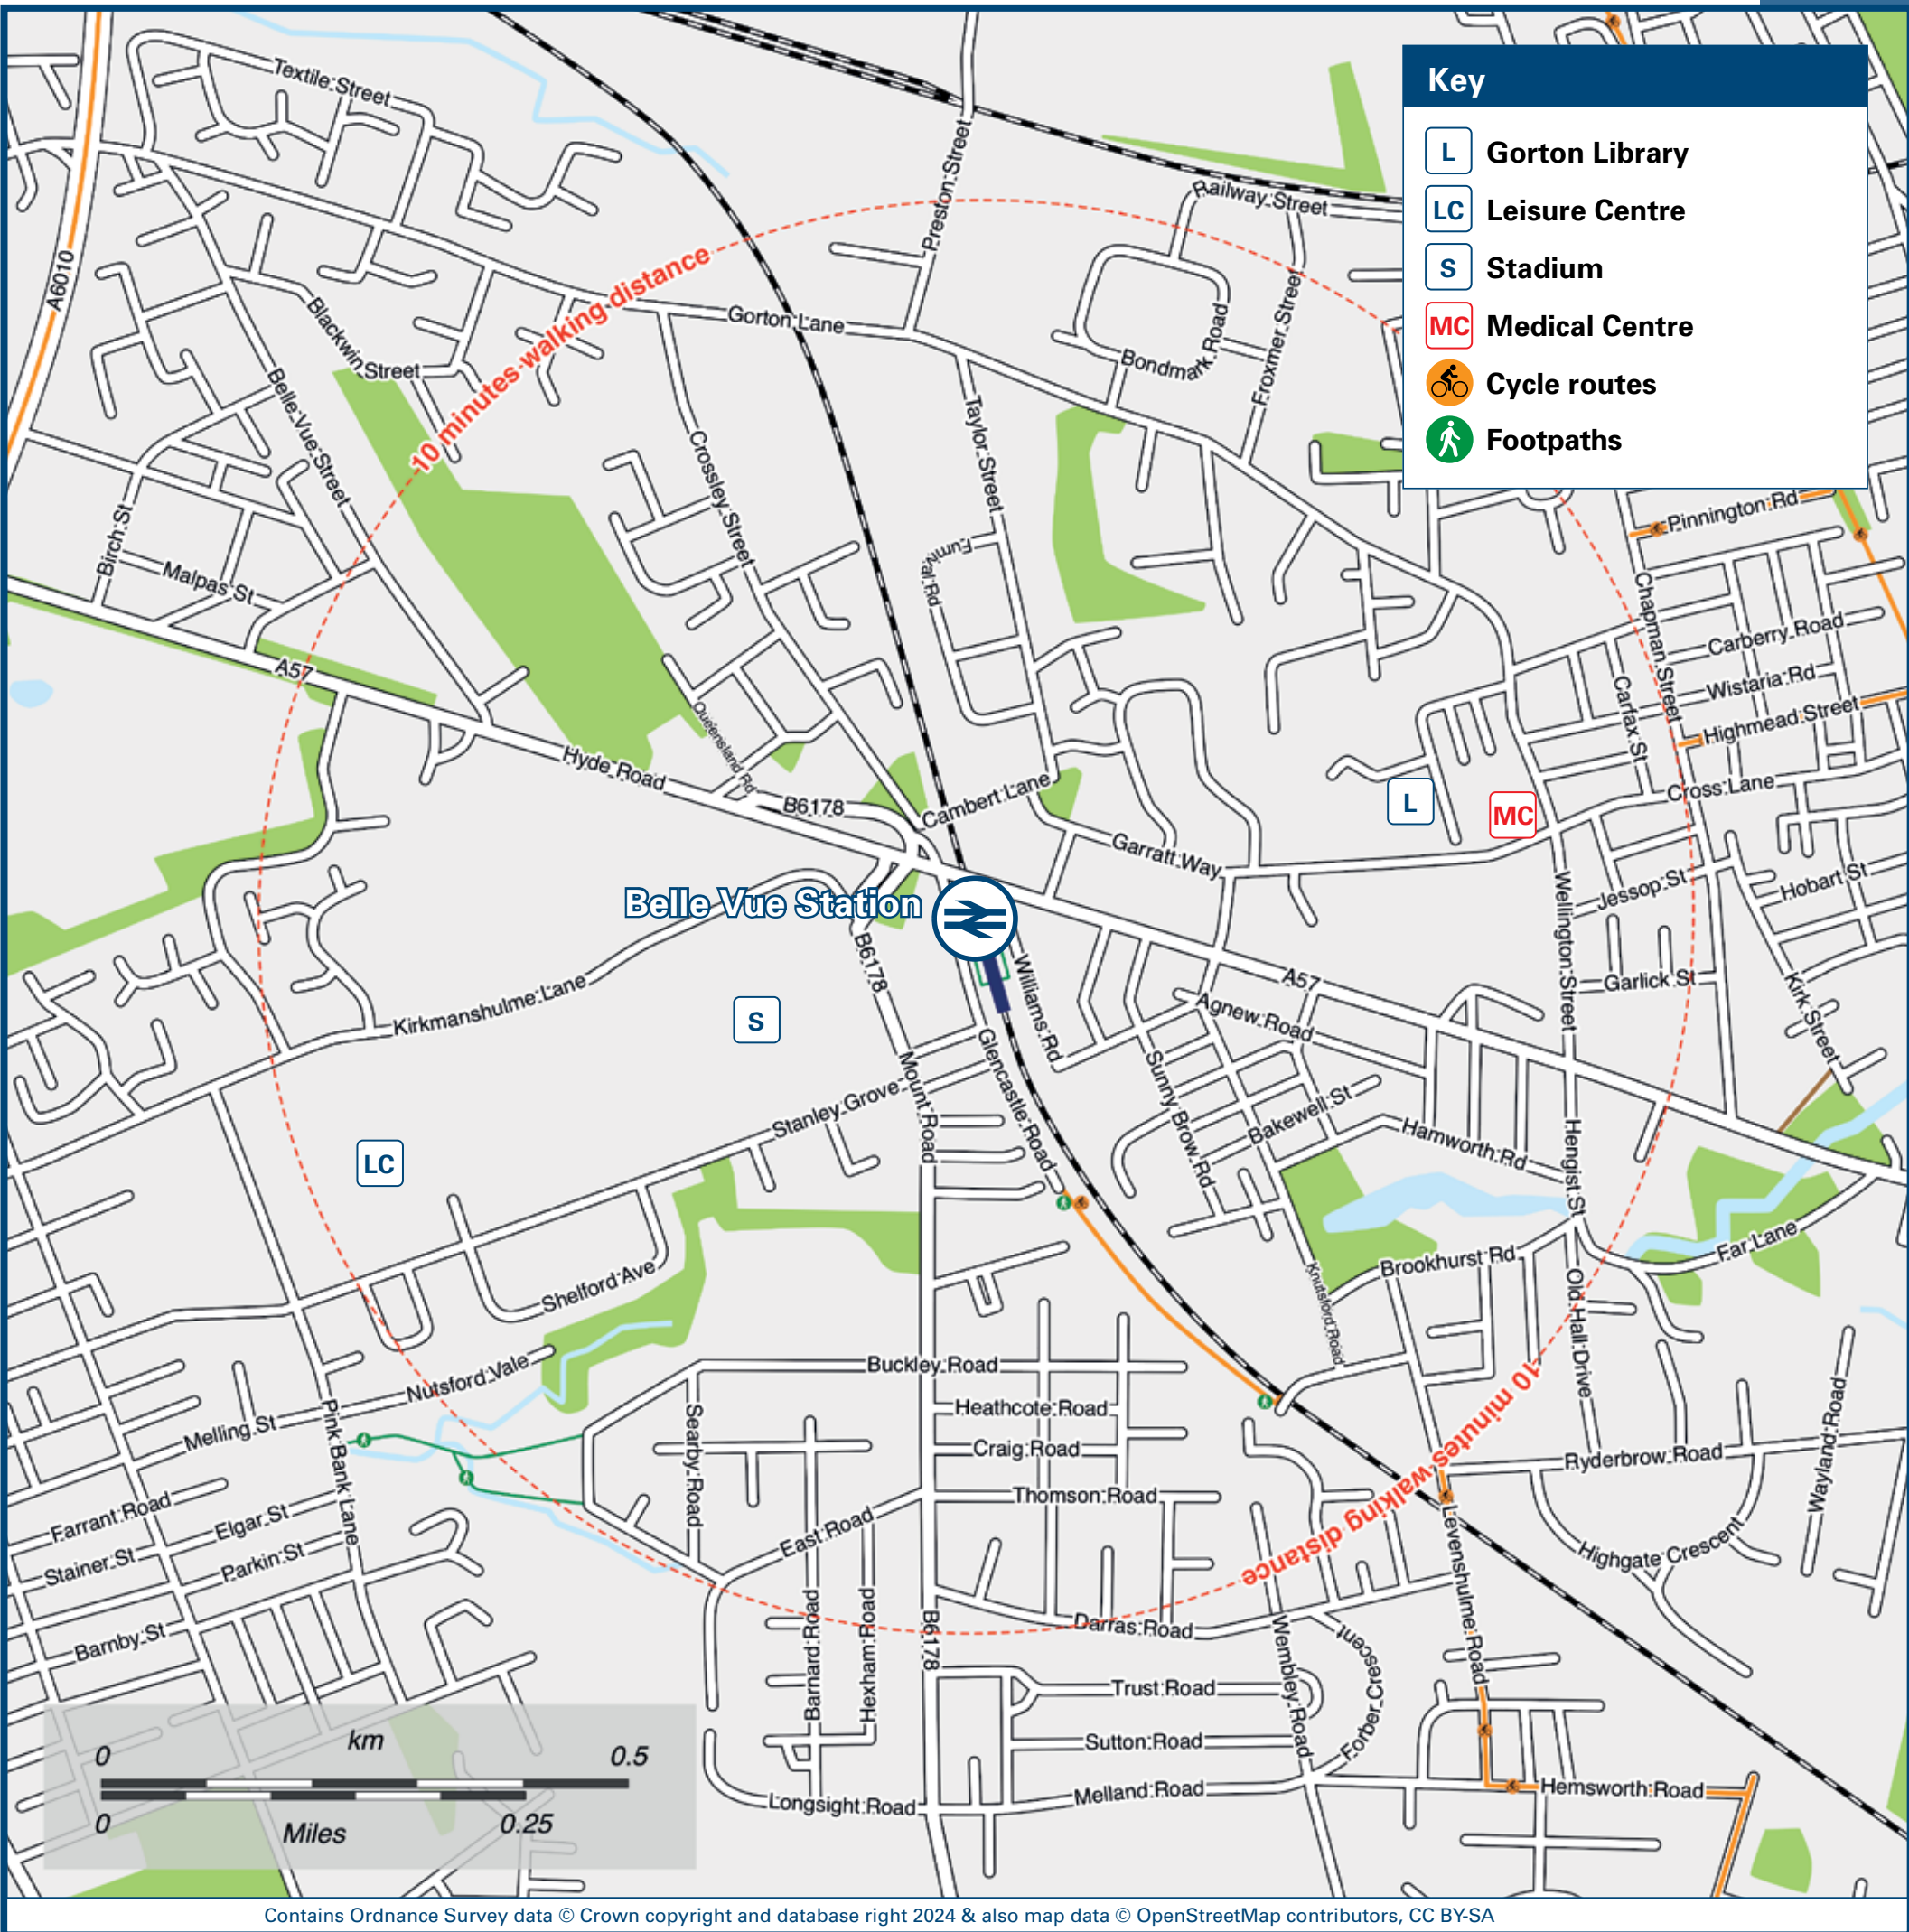 Key
L Gorton Library
LC Leisure Centre
S Stadium
MC Medical Centre
Cycle routes
Footpaths
Textile Street
A6010
Preston Street
Railway Street
10 minutes walking distance
Gorton Lane
Blackwin Street
Belle Vue Street
Bondmark Road
Froxmer Street
Crossley Street
Taylor Street
Pinnington Rd
Birch St
Malpas St
Furnival Rd
Chapman Street
Carberry Road
Wistaria Rd
Carfax St
Highmead Street
A57
Queensland Rd
Hyde Road
B6178
Cambert Lane
Cross Lane
L
MC
Garratt Way
Jessop St
Hobart St
Wellington Street
Belle Vue Station
B6178
Williams Rd
A57
Garlick St
Kirk Street
Kirkmanshulme Lane
S
Agnew Road
Glencastle Road
Mount Road
Sunny Brow Rd
Stanley Grove
Bakewell St
Hamworth Rd
Hengist St
LC
Far Lane
Brookhurst Rd
Knutsford Road
Old Hall Drive
Shelford Ave
Buckley Road
Nutsford Vale
Heathcote Road
Melling St
Pink Bank Lane
Searby Road
Craig Road
Ryderbrow Road
Wayland Road
10 minutes walking distance
Thomson Road
Farrant Road
Elgar St
East Road
Stainer St
Parkin St
Levenshulme Road
Highgate Crescent
Barnby St
Barnard Road
Hexham Road
B6178
Darras Road
Wembley Road
Forber Crescent
Trust Road
Sutton Road
Melland Road
Longsight Road
Hemsworth Road
km
0 0.5
0 0.25
Miles
Contains Ordnance Survey data © Crown copyright and database right 2024 & also map data © OpenStreetMap contributors, CC BY-SA